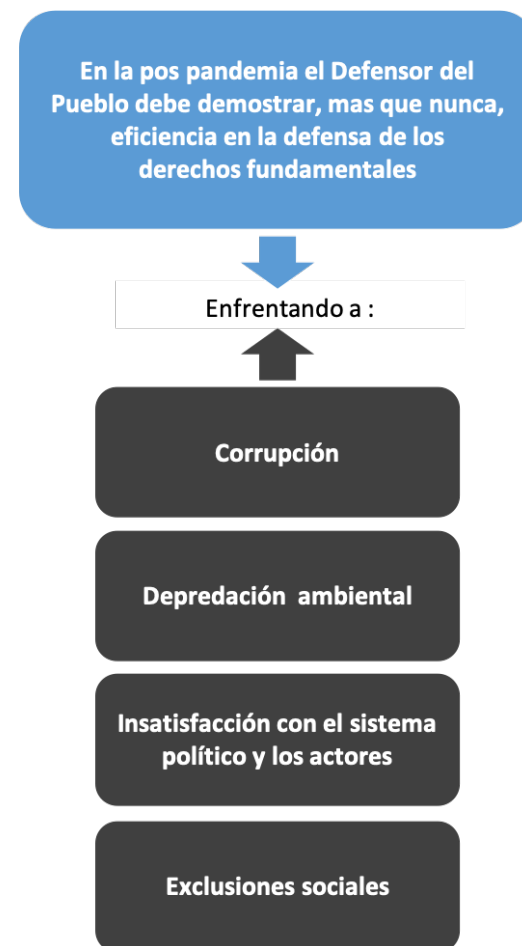 En la pos pandemia el Defensor del
Pueblo debe demostrar, mas que nunca,
eficiencia en la defensa de los
derechos fundamentales
Enfrentando a :
Corrupción
Depredación ambiental
Insatisfacción con el sistema
político y los actores
Exclusiones sociales